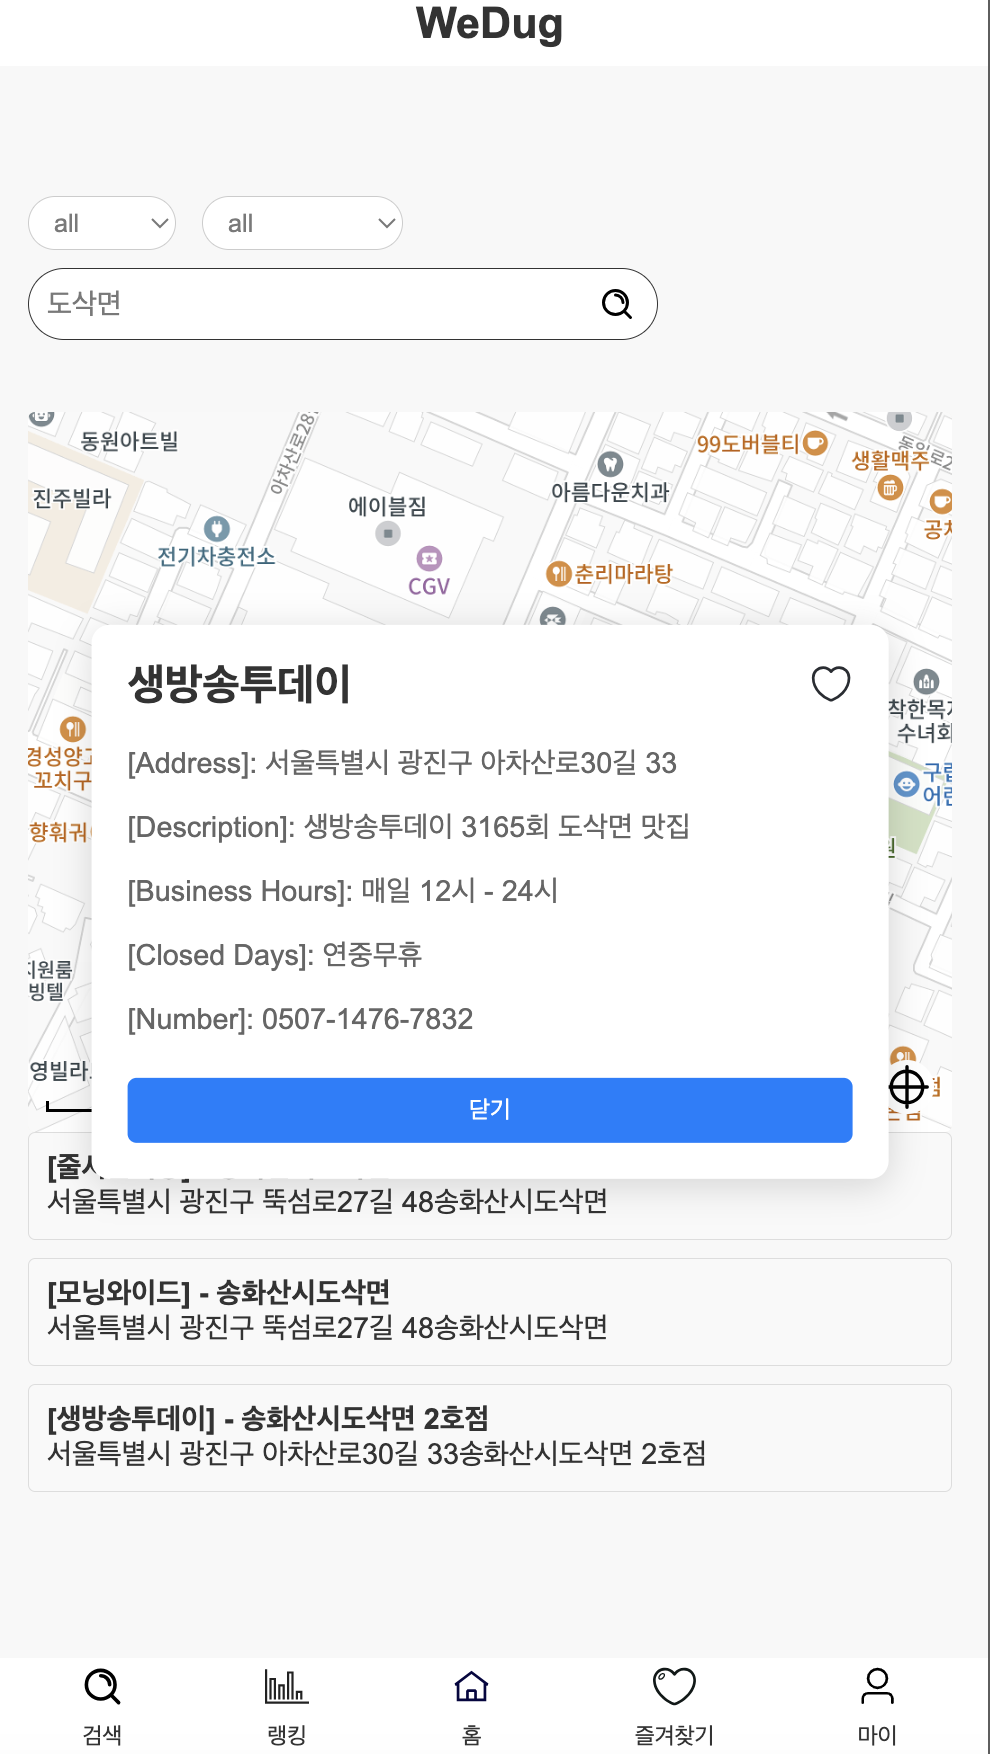 WeDug
all
all
도삭면
동원아트빌
진주빌라
전기차충전소
에이블짐
CGV
아름다운치과
99도버블티
생활맥주
춘리마라탕
생방송투데이
[Address]: 서울특별시 광진구 아차산로30길 33
[Description]: 생방송투데이 3165회 도삭면 맛집
[Business Hours]: 매일 12시 - 24시
[Closed Days]: 연중무휴
[Number]: 0507-1476-7832
닫기
경성양
꼬치구
착한목
수녀회
구립
어린
지원룸
빙텔
영빌라
서울특별시 광진구 뚝섬로27길 48송화산시도삭면
[모닝와이드] - 송화산시도삭면
서울특별시 광진구 뚝섬로27길 48송화산시도삭면
[생방송투데이] - 송화산시도삭면 2호점
서울특별시 광진구 아차산로30길 33송화산시도삭면 2호점
검색
랭킹
홈
즐겨찾기
마이